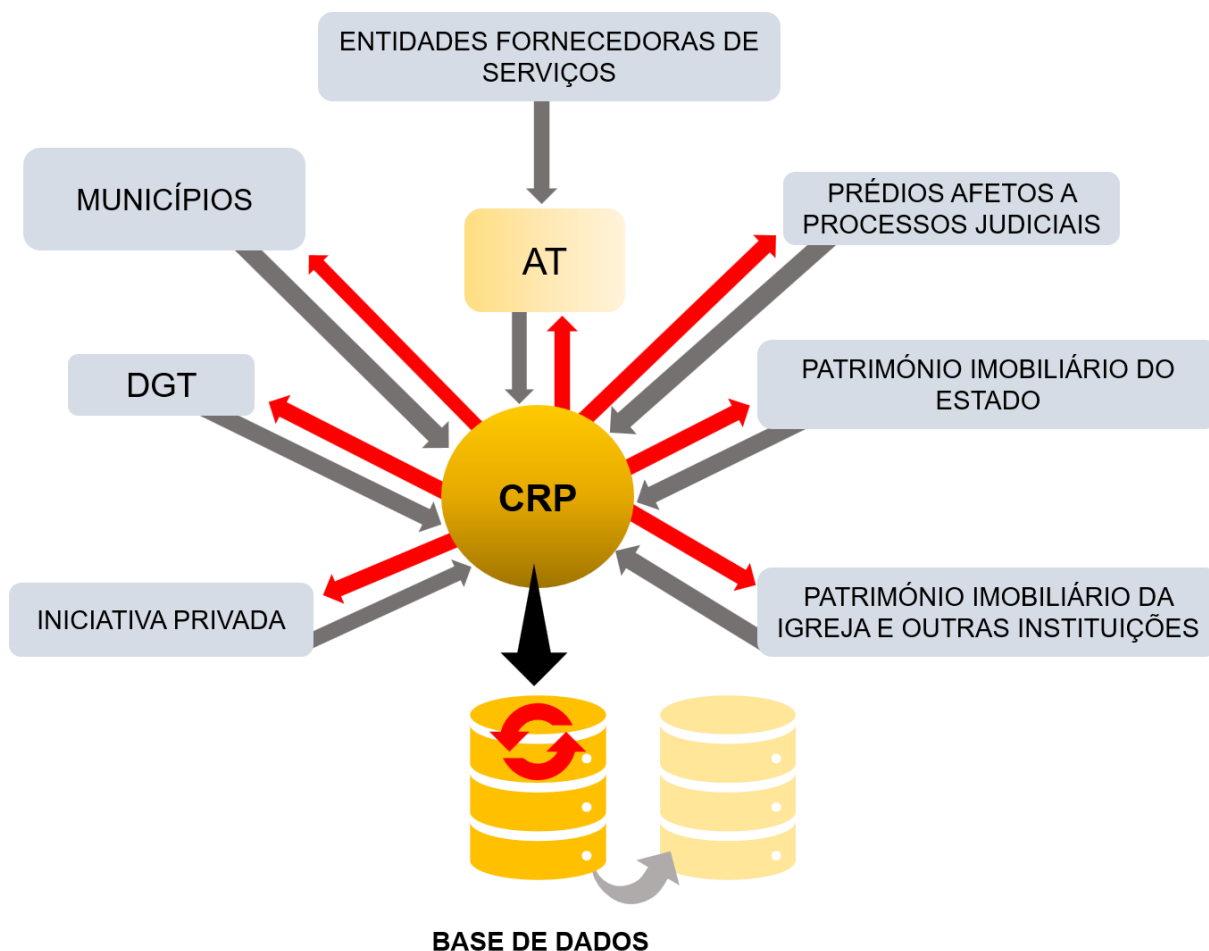 ENTIDADES FORNECEDORAS DE
SERVIÇOS
MUNICÍPIOS
PRÉDIOS AFETOS A
PROCESSOS JUDICIAIS
AT
DGT
PATRIMÓNIO IMOBILIÁRIO DO
ESTADO
CRP
INICIATIVA PRIVADA
PATRIMÓNIO IMOBILIÁRIO DA
IGREJA E OUTRAS INSTITUIÇÕES
BASE DE DADOS